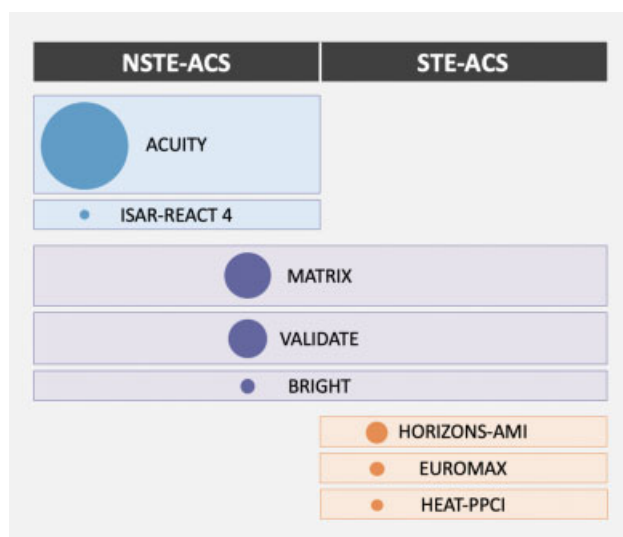 NSTE-ACS STE-ACS
ACUITY
ISAR-REACT 4
MATRIX
VALIDATE
BRIGHT
HORIZONS-AMI
EUROMAX
HEAT-PPCI